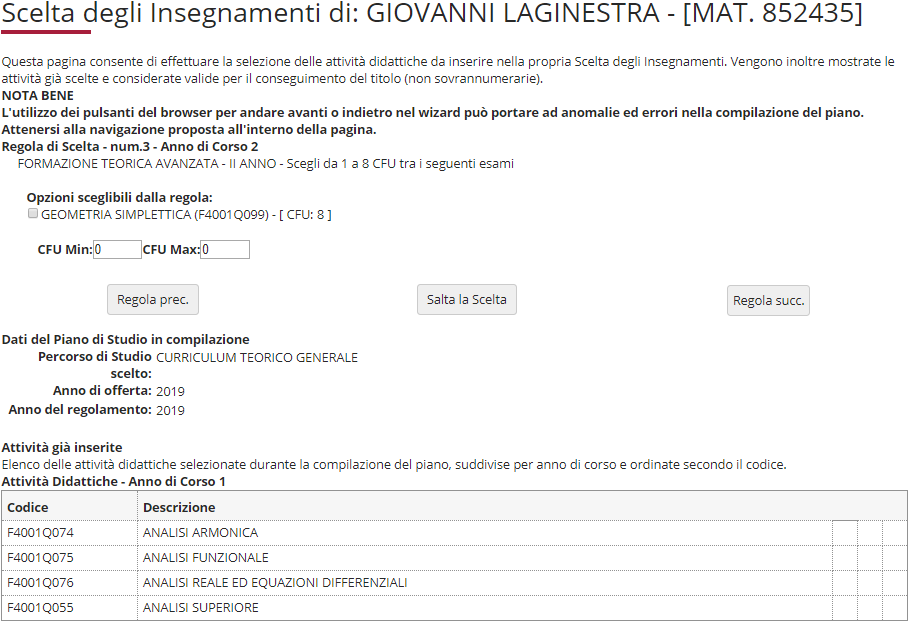 Scelta degli Insegnamenti di: GIOVANNI LAGINESTRA - [MAT. 852435]
Questa pagina consente di effettuare la selezione delle attività didattiche da inserire nella propria Scelta degli Insegnamenti. Vengono inoltre mostrate le
attività già scelte e considerate valide per il conseguimento del titolo (non sovrannumerarie).
NOTA BENE
L'utilizzo dei pulsanti del browser per andare avanti o indietro nel wizard può portare ad anomalie ed errori nella compilazione del piano.
Attenersi alla navigazione proposta all'interno della pagina.
Regola di Scelta - num.3 - Anno di Corso 2
FORMAZIONE TEORICA AVANZATA - II ANNO - Scegli da 1 a 8 CFU tra i seguenti esami
Opzioni sceglibili dalla regola:
GEOMETRIA SIMPLETTICA (F4001Q099) - [ CFU: 8 ]
CFU Min: 0 CFU Max: 0
Regola prec. Salta la Scelta Regola succ.
Dati del Piano di Studio in compilazione
Percorso di Studio CURRICULUM TEORICO GENERALE
scelto:
Anno di offerta: 2019
Anno del regolamento: 2019
Attività già inserite
Elenco delle attività didattiche selezionate durante la compilazione del piano, suddivise per anno di corso e ordinate secondo il codice.
Attività Didattiche - Anno di Corso 1
Codice Descrizione
F4001Q074 ANALISI ARMONICA
F4001Q075 ANALISI FUNZIONALE
F4001Q076 ANALISI REALE ED EQUAZIONI DIFFERENZIALI
F4001Q055 ANALISI SUPERIORE